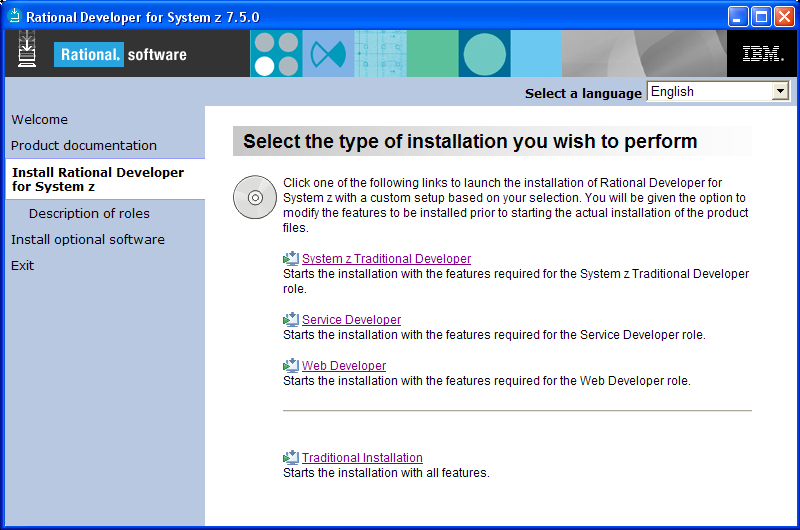 Rational Developer for System z 7.5.0
Rational. software
IBM.
Select a language English
Welcome
Product documentation
Install Rational Developer
for System z
Description of roles
Install optional software
Exit
Select the type of installation you wish to perform
Click one of the following links to launch the installation of Rational Developer for
System z with a custom setup based on your selection. You will be given the option to
modify the features to be installed prior to starting the actual installation of the product
files.
System z Traditional Developer
Starts the installation with the features required for the System z Traditional Developer
role.
Service Developer
Starts the installation with the features required for the Service Developer role.
Web Developer
Starts the installation with the features required for the Web Developer role.
Traditional Installation
Starts the installation with all features.